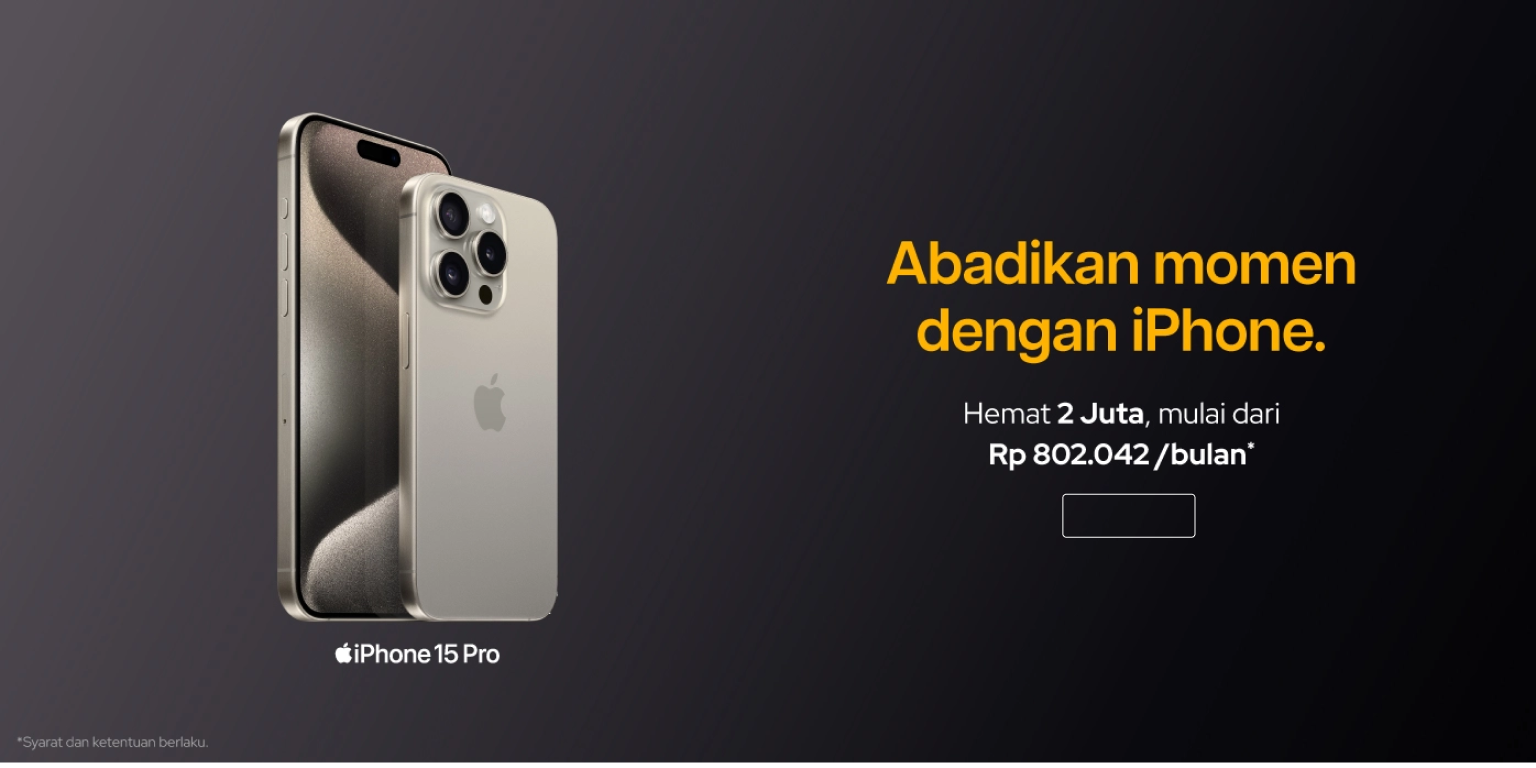 Abadikan momen
dengan iPhone.
Hemat 2 Juta, mulai dari
Rp 802.042 /bulan*
iPhone 15 Pro
*Syarat dan ketentuan berlaku.